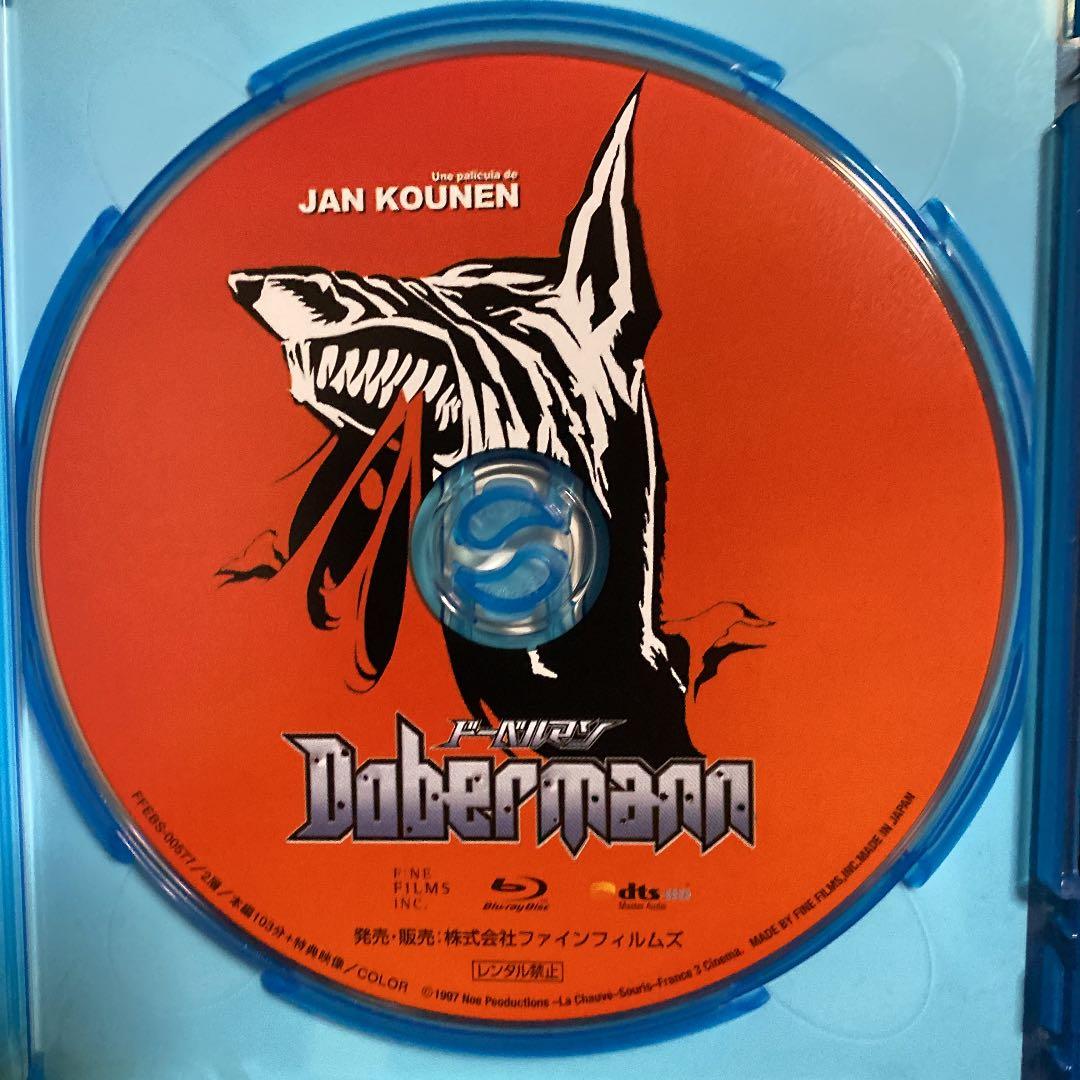 Une palicula de
JAN KOUNEN
ドーベルマン
Dobermann
FINE
FILMS
INC.
Blu-ray Disc
dts HD
Master Audio
発売・販売:株式会社ファインフィルムズ
レンタル禁止
FFEBS-00577/2層/本編103分+特典映像/COLOR
©1997 Noe Peoductions -La Chauve-Souris-France 3 Cinema.
MADE BY FINE FILMS,INC.MADE IN JAPAN